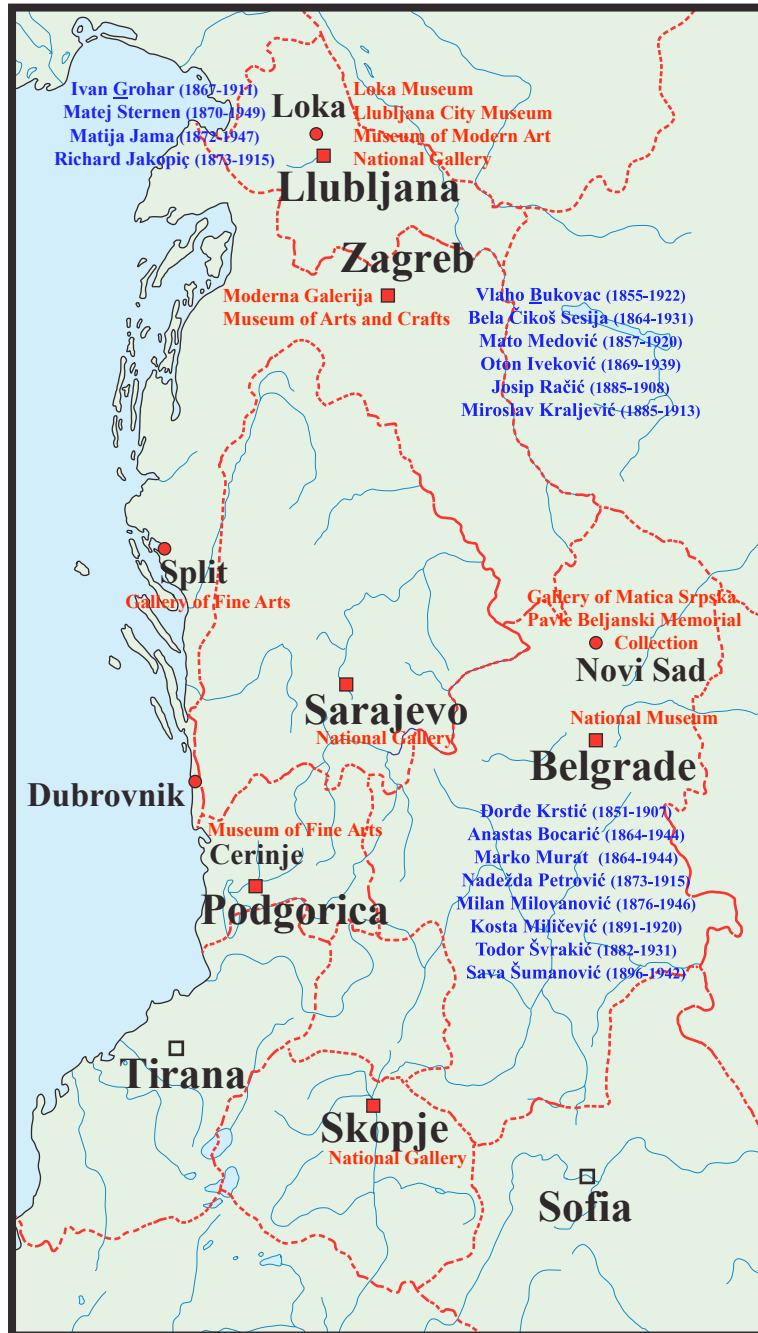 Ivan Grohar (1867-1911)
Matej Sternen (1870-1949)
Matija Jama (1872-1947)
Richard Jakopiç (1873-1915)
Loka
Loka Museum
Llubljana City Museum
Museum of Modern Art
National Gallery
Llubljana
Zagreb
Moderna Galerija
Museum of Arts and Crafts
Vlaho Bukovac (1855-1922)
Bela Čikoš Sesija (1864-1931)
Mato Medović (1857-1920)
Oton Iveković (1869-1939)
Josip Račić (1885-1908)
Miroslav Kraljević (1885-1913)
Split
Gallery of Fine Arts
Gallery of Matica Srpska
Pavle Beljanski Memorial
Collection
Novi Sad
Sarajevo
National Gallery
National Museum
Belgrade
Dubrovnik
Museum of Fine Arts
Cerinje
Podgorica
Đorđe Krstić (1851-1907)
Anastas Bocarić (1864-1944)
Marko Murat (1864-1944)
Nadežda Petrović (1873-1915)
Milan Milovanović (1876-1946)
Kosta Miličević (1891-1920)
Todor Švrakić (1882-1931)
Sava Šumanović (1896-1942)
Tirana
Skopje
National Gallery
Sofia